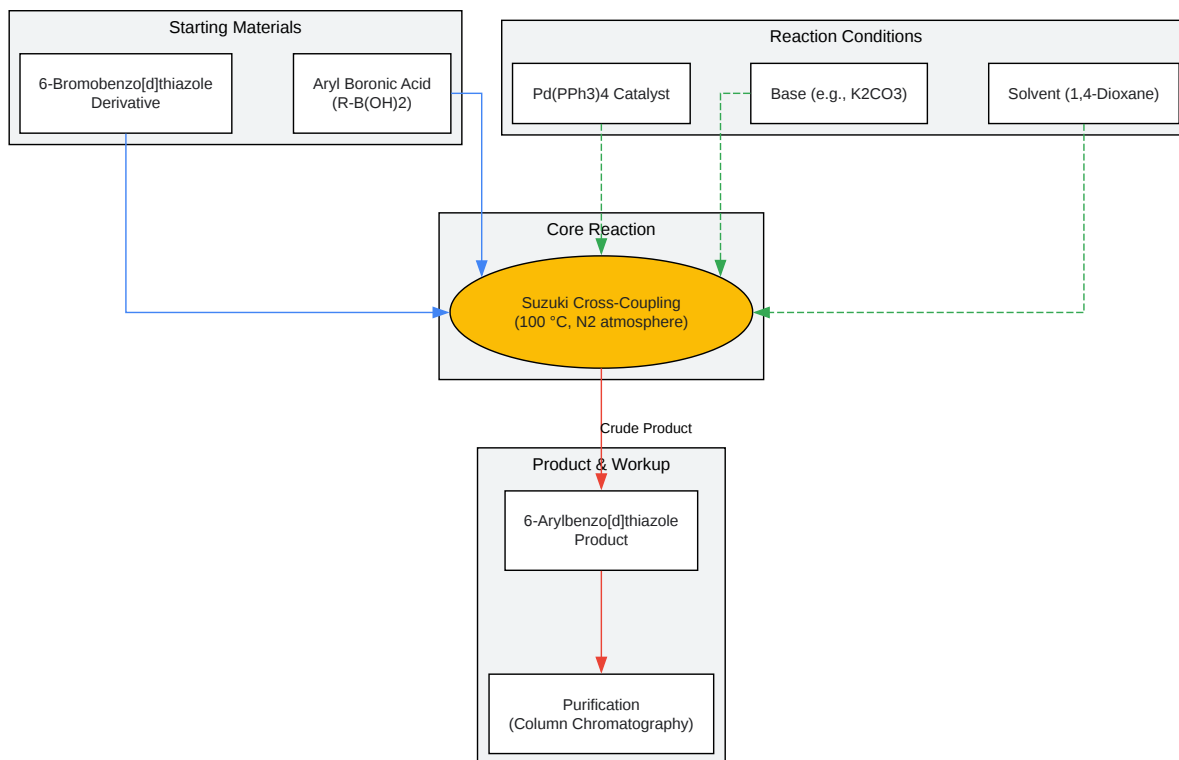 Starting Materials
6-Bromobenzo[d]thiazole
Derivative
Aryl Boronic Acid
(R-B(OH)2)
Reaction Conditions
Pd(PPh3)4 Catalyst
Base (e.g., K2CO3)
Solvent (1,4-Dioxane)
Core Reaction
Suzuki Cross-Coupling
(100 °C, N2 atmosphere)
Crude Product
Product & Workup
6-Arylbenzo[d]thiazole
Product
Purification
(Column Chromatography)